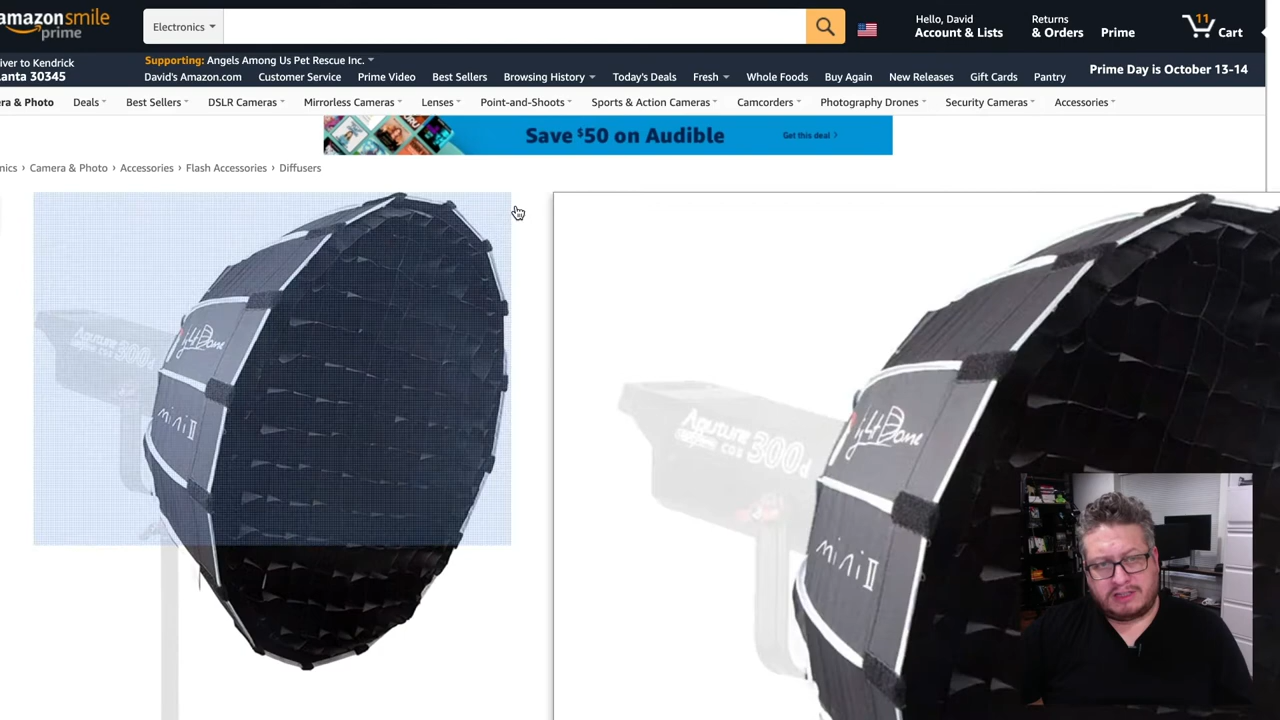 amazonsmile
prime
Electronics
Hello, David
Account & Lists
Returns
& Orders
Prime
11
Cart
iver to Kendrick
lanta 30345
Supporting: Angels Among Us Pet Rescue Inc.
David's Amazon.com Customer Service Prime Video Best Sellers Browsing History Today's Deals Fresh Whole Foods Buy Again New Releases Gift Cards Pantry
Prime Day is October 13-14
ra & Photo Deals Best Sellers DSLR Cameras Mirrorless Cameras Lenses Point-and-Shoots Sports & Action Cameras Camcorders Photography Drones Security Cameras Accessories
Save $50 on Audible
Get this deal ›
nics › Camera & Photo › Accessories › Flash Accessories › Diffusers
300d
Light Dome
mini II
Aputure
COB 300d
Light Dome
mini II